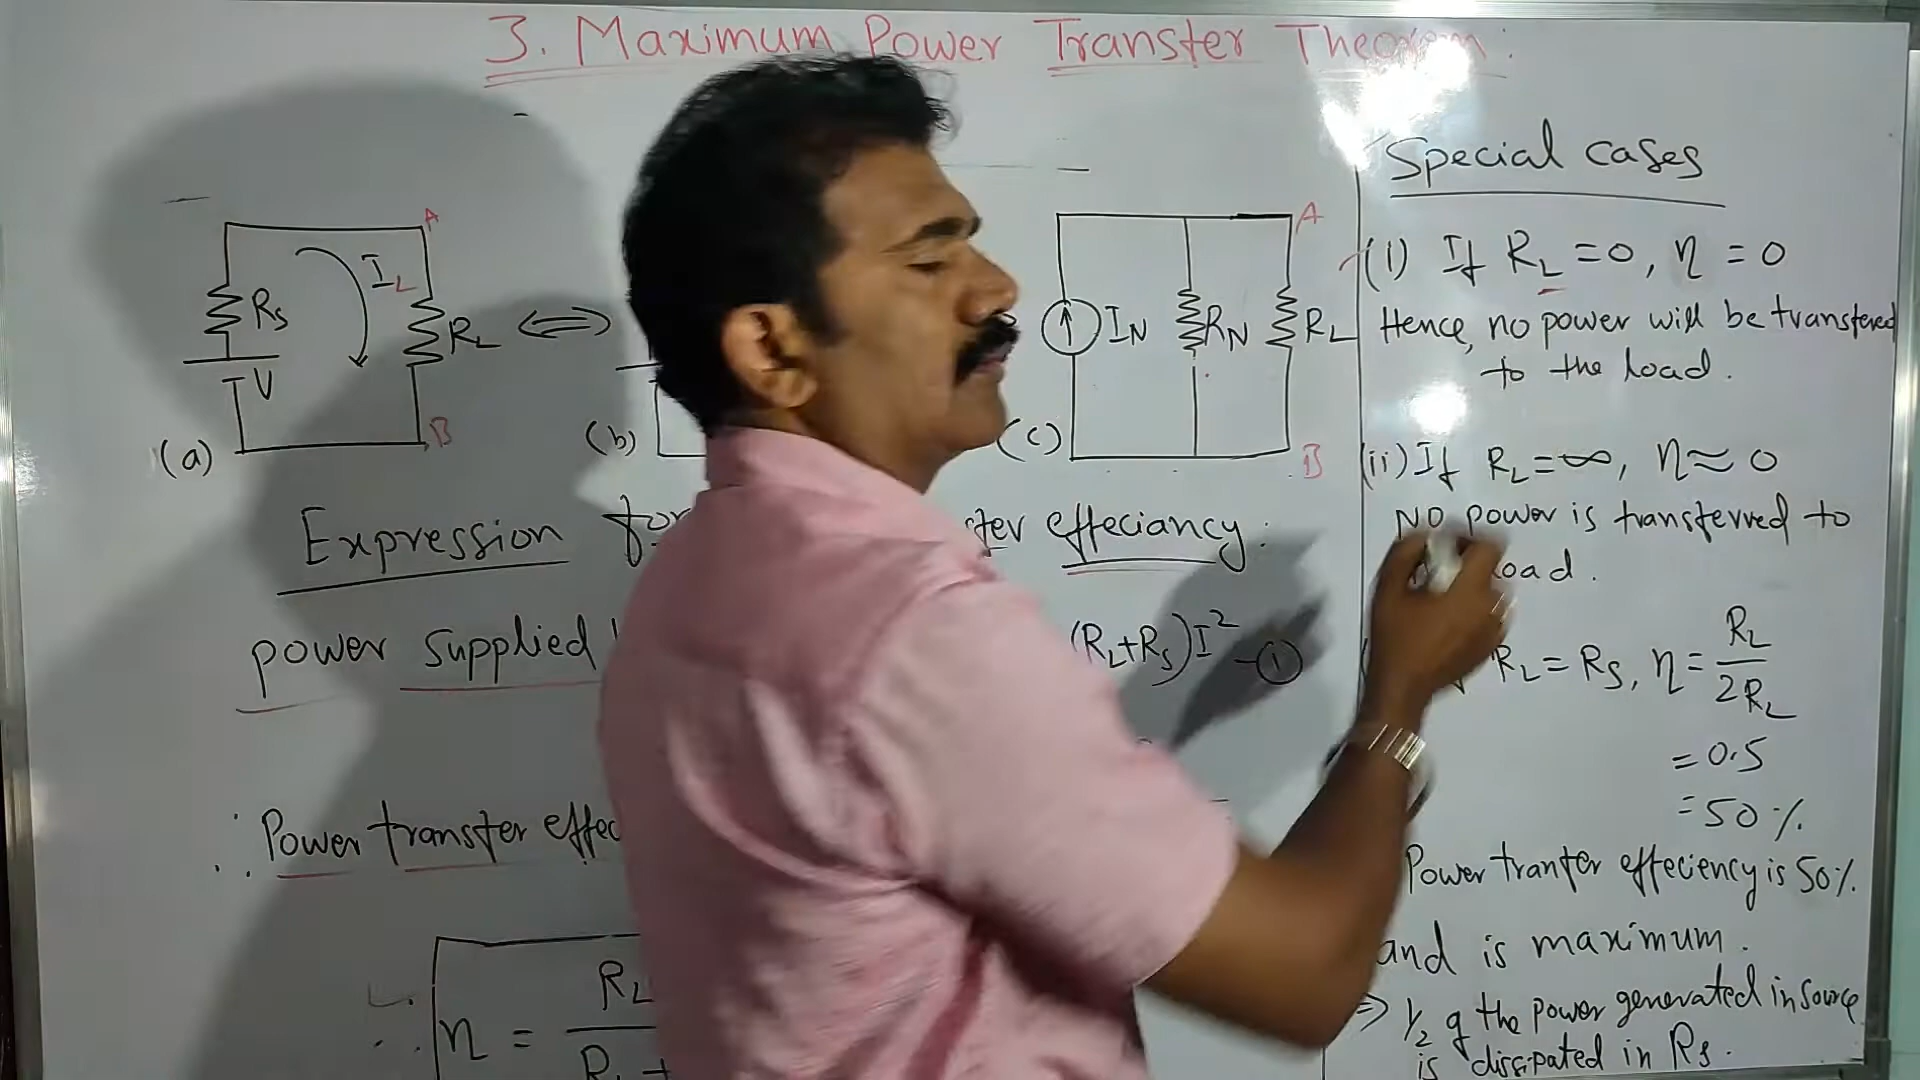 3. Maximum Power Transfer Theorem:
A
IL
Rs
RL
V
B
(a)
(b)
A
IN
RN
RL
B
(c)
Expression for effeciancy:
power supplied
(RL+Rs)I² - ①
∴ Power transfer
RL
η =
Special cases
(i) If RL = 0, η = 0
Hence, no power will be transfered
to the load.
(ii) If RL = ∞, η ≈ 0
No power is transferred to
load.
RL = Rs, η = RL / 2RL
= 0.5
= 50 %
Power tranfer effeciency is 50%.
and is maximum.
⇒ 1/2 of the power generated in source
is dissipated in Rs.